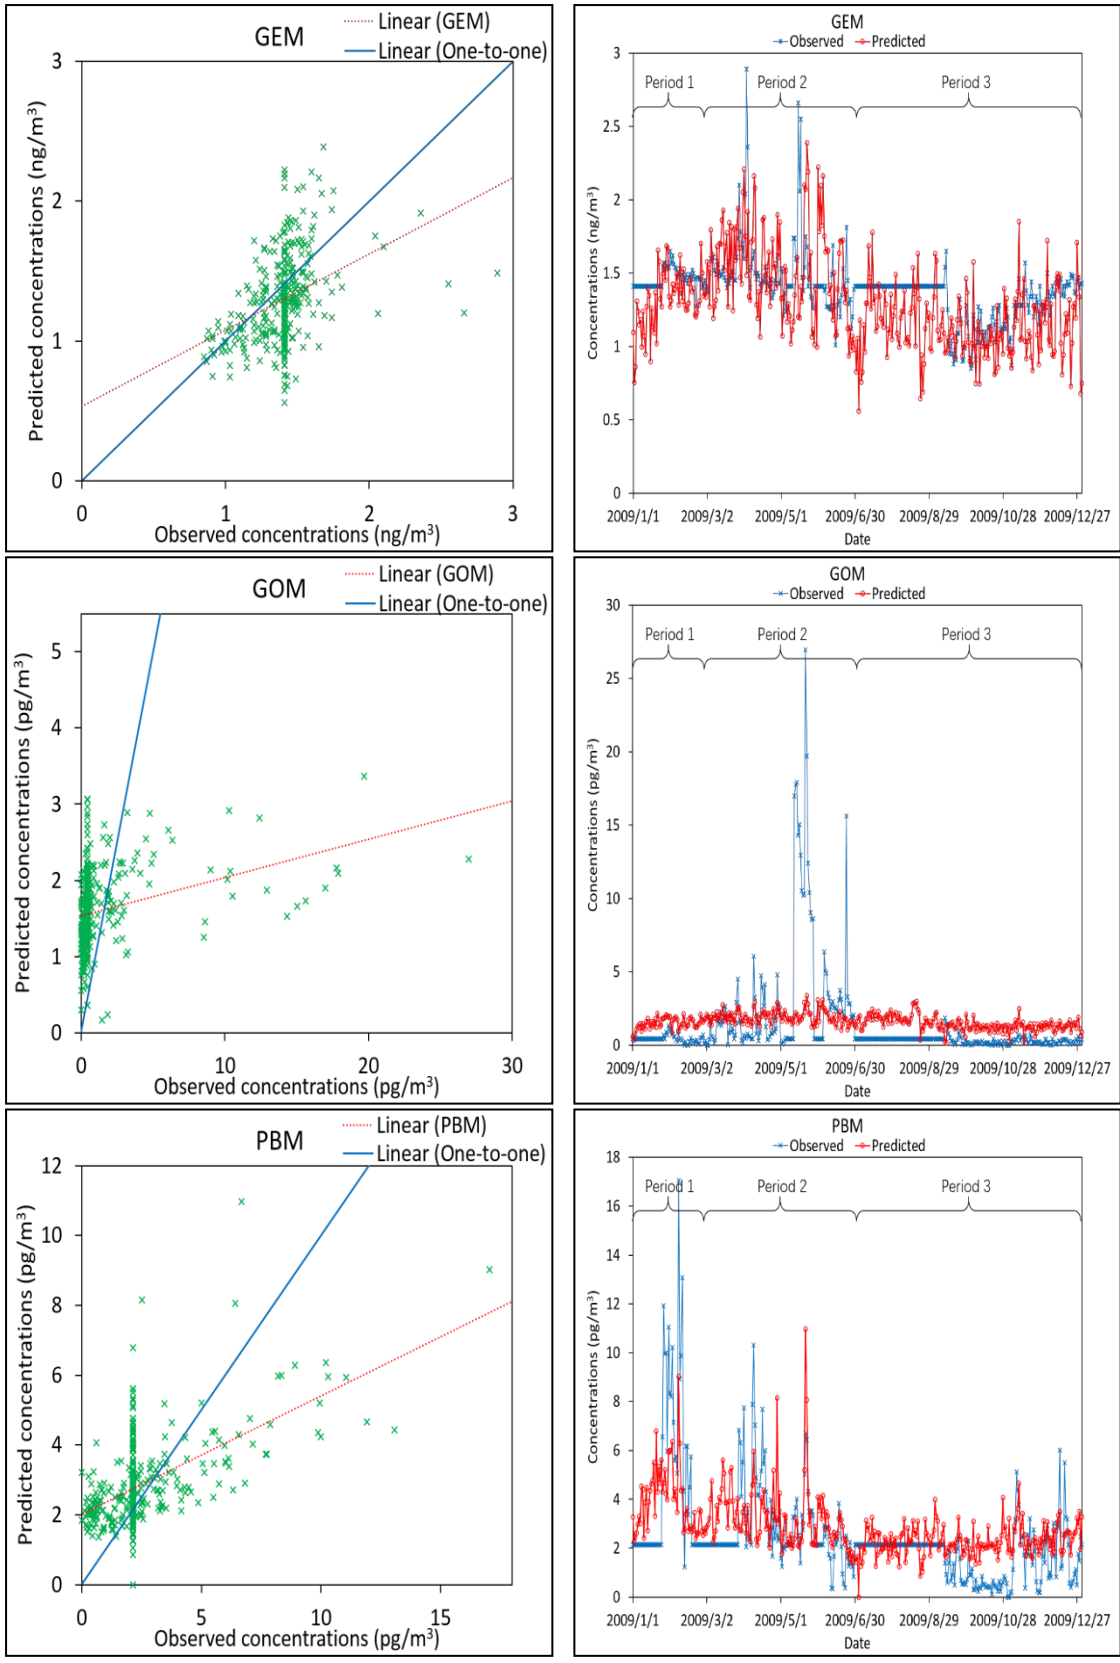 GEM
Linear (GEM)
Linear (One-to-one)
Predicted concentrations (ng/m³)
3
2
1
0
0 1 2 3
Observed concentrations (ng/m³)
GEM
Observed Predicted
Period 1 Period 2 Period 3
Concentrations (ng/m³)
3
2.5
2
1.5
1
0.5
0
2009/1/1 2009/3/2 2009/5/1 2009/6/30 2009/8/29 2009/10/28 2009/12/27
Date
GOM
Linear (GOM)
Linear (One-to-one)
Predicted concentrations (pg/m³)
5
4
3
2
1
0
0 10 20 30
Observed concentrations (pg/m³)
GOM
Observed Predicted
Period 1 Period 2 Period 3
Concentrations (pg/m³)
30
25
20
15
10
5
0
2009/1/1 2009/3/2 2009/5/1 2009/6/30 2009/8/29 2009/10/28 2009/12/27
Date
PBM
Linear (PBM)
Linear (One-to-one)
Predicted concentrations (pg/m³)
12
10
8
6
4
2
0
0 5 10 15
Observed concentrations (pg/m³)
PBM
Observed Predicted
Period 1 Period 2 Period 3
Concentrations (pg/m³)
18
16
14
12
10
8
6
4
2
0
2009/1/1 2009/3/2 2009/5/1 2009/6/30 2009/8/29 2009/10/28 2009/12/27
Date